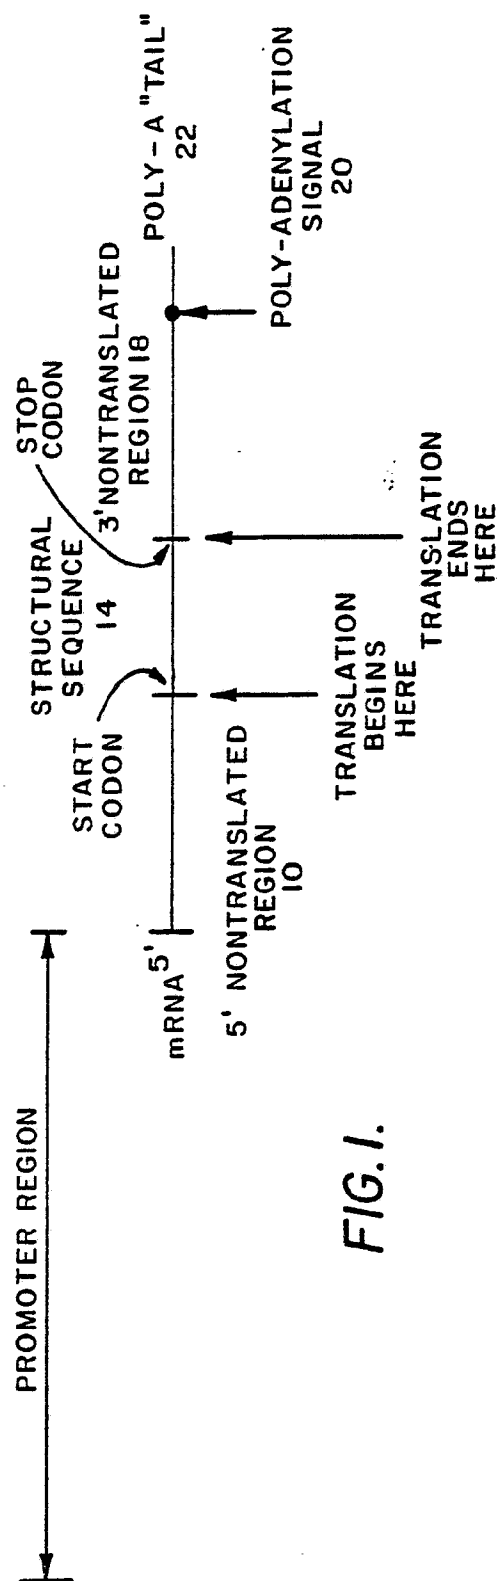 PROMOTER REGION
mRNA 5'
5' NONTRANSLATED
REGION
10
START
CODON
TRANSLATION
BEGINS
HERE
STRUCTURAL
SEQUENCE
14
STOP
CODON
TRANSLATION
ENDS
HERE
3' NONTRANSLATED
REGION 18
POLY-ADENYLATION
SIGNAL
20
POLY-A "TAIL"
22
FIG. 1.